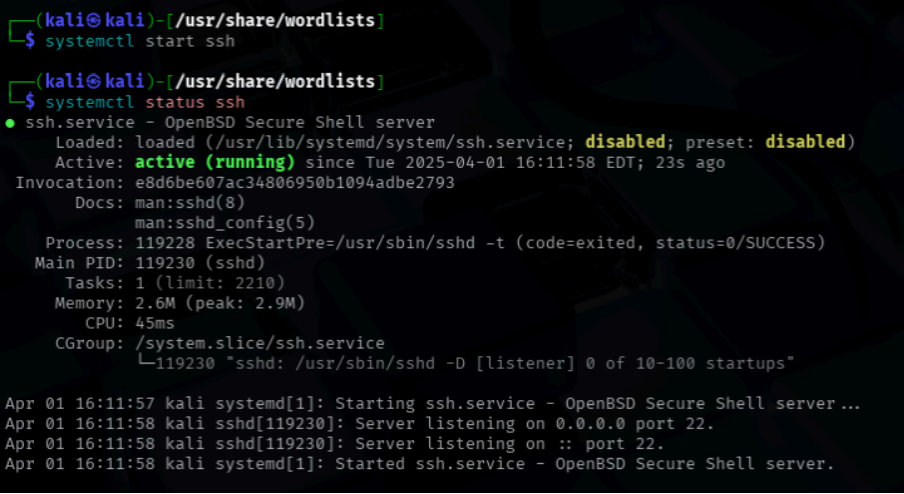 ┌──(kali㉿kali)-[/usr/share/wordlists]
└─$ systemctl start ssh
┌──(kali㉿kali)-[/usr/share/wordlists]
└─$ systemctl status ssh
● ssh.service - OpenBSD Secure Shell server
Loaded: loaded (/usr/lib/systemd/system/ssh.service; disabled; preset: disabled)
Active: active (running) since Tue 2025-04-01 16:11:58 EDT; 23s ago
Invocation: e8d6be607ac34806950b1094adbe2793
Docs: man:sshd(8)
man:sshd_config(5)
Process: 119228 ExecStartPre=/usr/sbin/sshd -t (code=exited, status=0/SUCCESS)
Main PID: 119230 (sshd)
Tasks: 1 (limit: 2210)
Memory: 2.6M (peak: 2.9M)
CPU: 45ms
CGroup: /system.slice/ssh.service
└─119230 "sshd: /usr/sbin/sshd -D [listener] 0 of 10-100 startups"
Apr 01 16:11:57 kali systemd[1]: Starting ssh.service - OpenBSD Secure Shell server...
Apr 01 16:11:58 kali sshd[119230]: Server listening on 0.0.0.0 port 22.
Apr 01 16:11:58 kali sshd[119230]: Server listening on :: port 22.
Apr 01 16:11:58 kali systemd[1]: Started ssh.service - OpenBSD Secure Shell server.